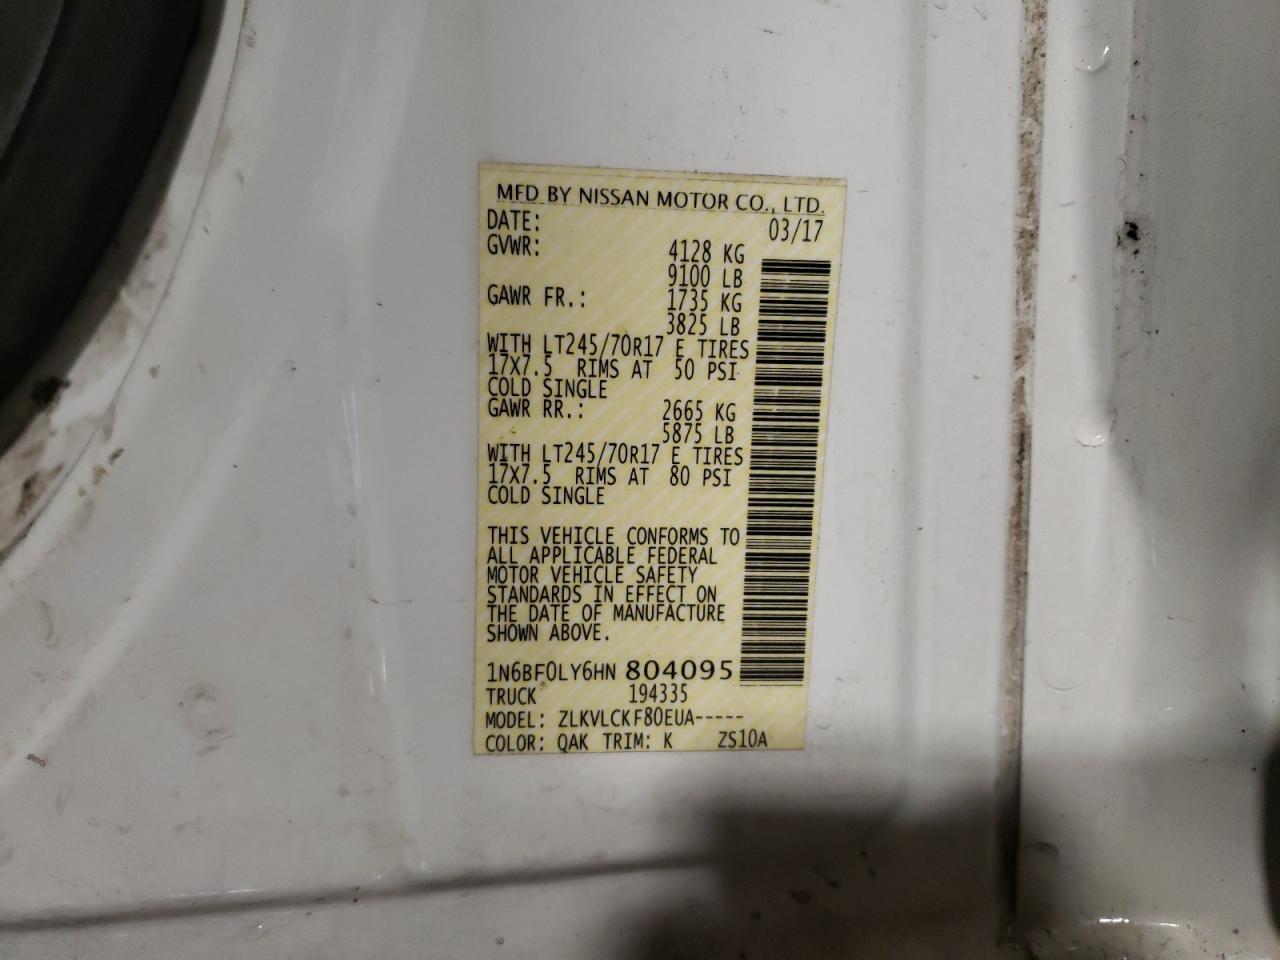 MFD BY NISSAN MOTOR CO., LTD.
DATE: 03/17
GVWR: 4128 KG
9100 LB
GAWR FR.: 1735 KG
3825 LB
WITH LT245/70R17 E TIRES
17X7.5 RIMS AT 50 PSI
COLD SINGLE
GAWR RR.: 2665 KG
5875 LB
WITH LT245/70R17 E TIRES
17X7.5 RIMS AT 80 PSI
COLD SINGLE
THIS VEHICLE CONFORMS TO
ALL APPLICABLE FEDERAL
MOTOR VEHICLE SAFETY
STANDARDS IN EFFECT ON
THE DATE OF MANUFACTURE
SHOWN ABOVE.
1N6BF0LY6HN 804095
TRUCK 194335
MODEL: ZLKVLCKF80EUA-----
COLOR: QAK TRIM: K ZS10A